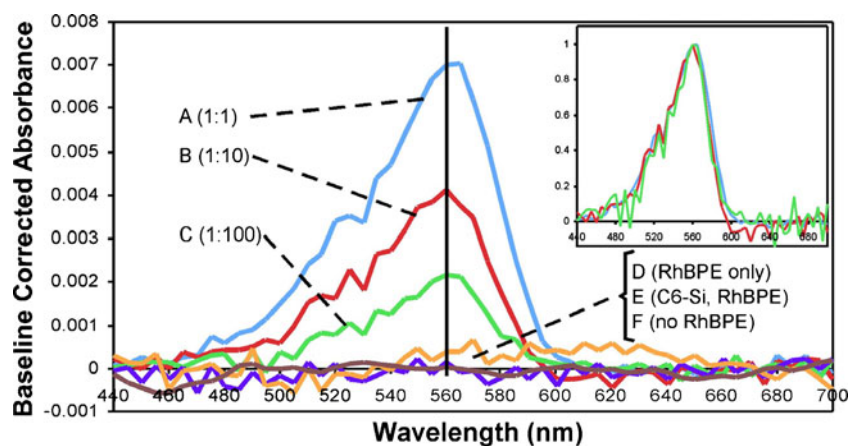 Baseline Corrected Absorbance
0.008
0.007
0.006
0.005
0.004
0.003
0.002
0.001
0
-0.001
A (1:1)
B (1:10)
C (1:100)
1
0.8
0.6
0.4
0.2
0
440 480 520 560 600 640 680
D (RhBPE only)
E (C6-Si, RhBPE)
F (no RhBPE)
440 460 480 500 520 540 560 580 600 620 640 660 680 700
Wavelength (nm)